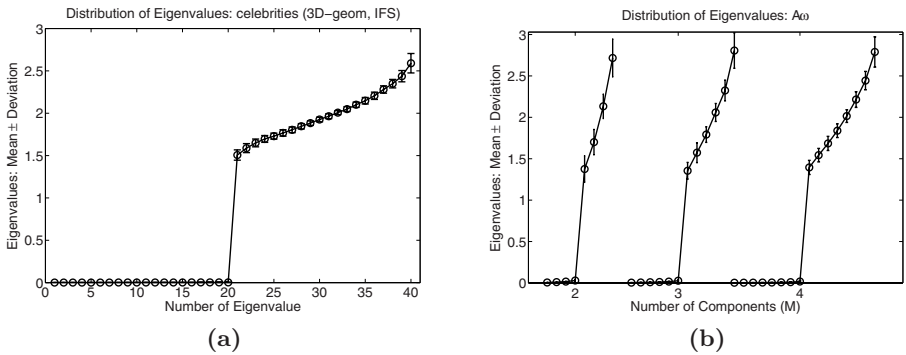 Distribution of Eigenvalues: celebrities (3D−geom, IFS)
3
2.5
2
1.5
1
0.5
0
Eigenvalues: Mean ± Deviation
0 5 10 15 20 25 30 35 40
Number of Eigenvalue
(a)
Distribution of Eigenvalues: Aω
3
2.5
2
1.5
1
0.5
0
Eigenvalues: Mean ± Deviation
2 3 4
Number of Components (M)
(b)